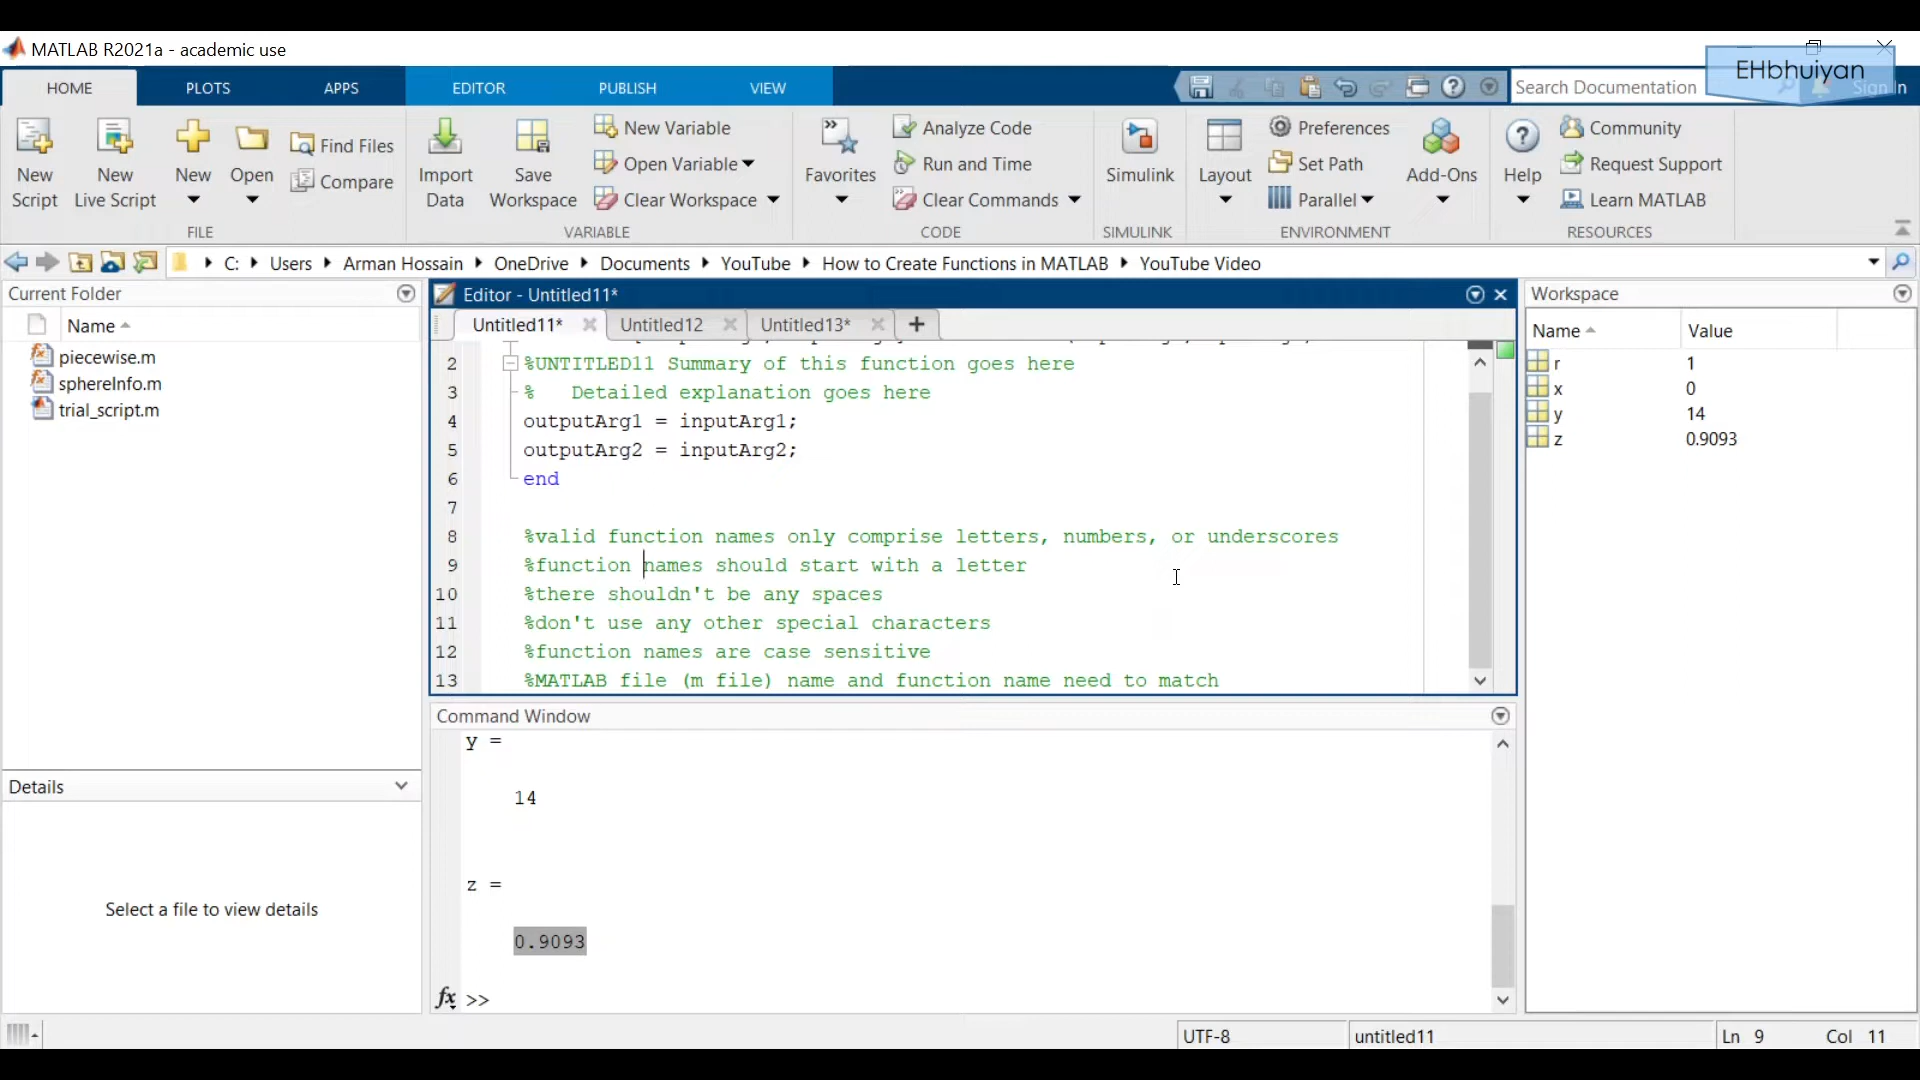 MATLAB R2021a - academic use
EHbhuiyan
HOME PLOTS APPS EDITOR PUBLISH VIEW
Search Documentation
New Script
New Live Script
New
Open
Find Files
Compare
FILE
Import Data
Save Workspace
New Variable
Open Variable
Clear Workspace
VARIABLE
Favorites
Analyze Code
Run and Time
Clear Commands
CODE
Simulink
SIMULINK
Layout
Preferences
Set Path
Parallel
Add-Ons
ENVIRONMENT
Help
Community
Request Support
Learn MATLAB
RESOURCES
C: Users Arman Hossain OneDrive Documents YouTube How to Create Functions in MATLAB YouTube Video
Current Folder
Name
piecewise.m
sphereInfo.m
trial_script.m
Details
Select a file to view details
Editor - Untitled11*
Untitled11* Untitled12 Untitled13* +
2 %UNTITLED11 Summary of this function goes here
3 %   Detailed explanation goes here
4 outputArg1 = inputArg1;
5 outputArg2 = inputArg2;
6 end
7
8 %valid function names only comprise letters, numbers, or underscores
9 %function names should start with a letter
10 %there shouldn't be any spaces
11 %don't use any other special characters
12 %function names are case sensitive
13 %MATLAB file (m file) name and function name need to match
Command Window
y =
14
z =
0.9093
fx >>
Workspace
Name Value
r 1
x 0
y 14
z 0.9093
UTF-8 untitled11 Ln 9 Col 11